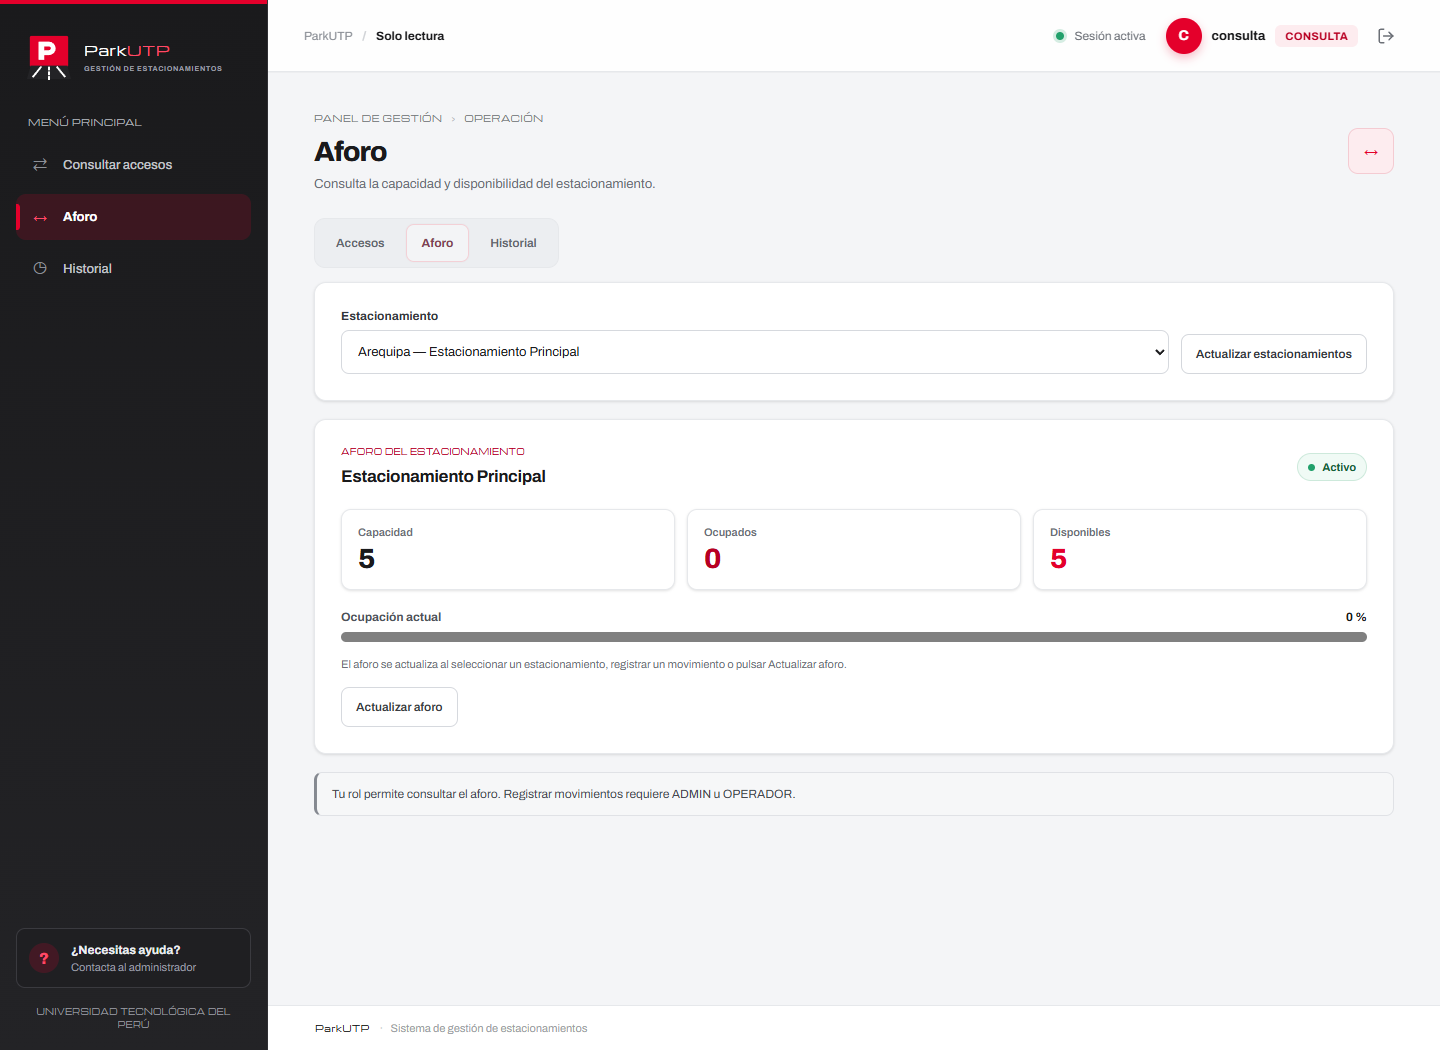 ParkUTP
GESTIÓN DE ESTACIONAMIENTOS
MENÚ PRINCIPAL
Consultar accesos
Aforo
Historial
¿Necesitas ayuda?
Contacta al administrador
UNIVERSIDAD TECNOLÓGICA DEL
PERÚ
ParkUTP / Solo lectura
Sesión activa
C
consulta
CONSULTA
PANEL DE GESTIÓN › OPERACIÓN
Aforo
Consulta la capacidad y disponibilidad del estacionamiento.
Accesos
Aforo
Historial
Estacionamiento
Arequipa — Estacionamiento Principal
Actualizar estacionamientos
AFORO DEL ESTACIONAMIENTO
Estacionamiento Principal
Activo
Capacidad
5
Ocupados
0
Disponibles
5
Ocupación actual
0 %
El aforo se actualiza al seleccionar un estacionamiento, registrar un movimiento o pulsar Actualizar aforo.
Actualizar aforo
Tu rol permite consultar el aforo. Registrar movimientos requiere ADMIN u OPERADOR.
ParkUTP · Sistema de gestión de estacionamientos